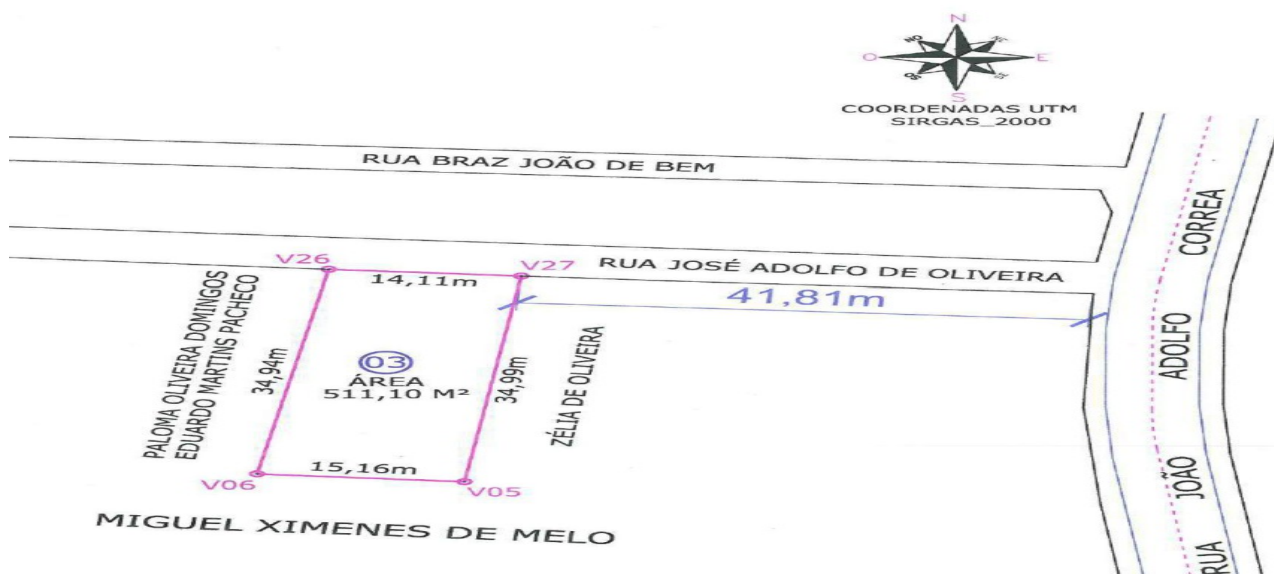 N
NO
O
E
SO
S
COORDENADAS UTM
SIRGAS_2000
RUA BRAZ JOÃO DE BEM
V26
14,11m
V27
RUA JOSÉ ADOLFO DE OLIVEIRA
41,81m
RUA JOÃO ADOLFO CORREA
PALOMA OLIVEIRA DOMINGOS
EDUARDO MARTINS PACHECO
34,94m
03
ÁREA
511,10 M²
34,99m
ZÉLIA DE OLIVEIRA
15,16m
V06
V05
MIGUEL XIMENES DE MELO